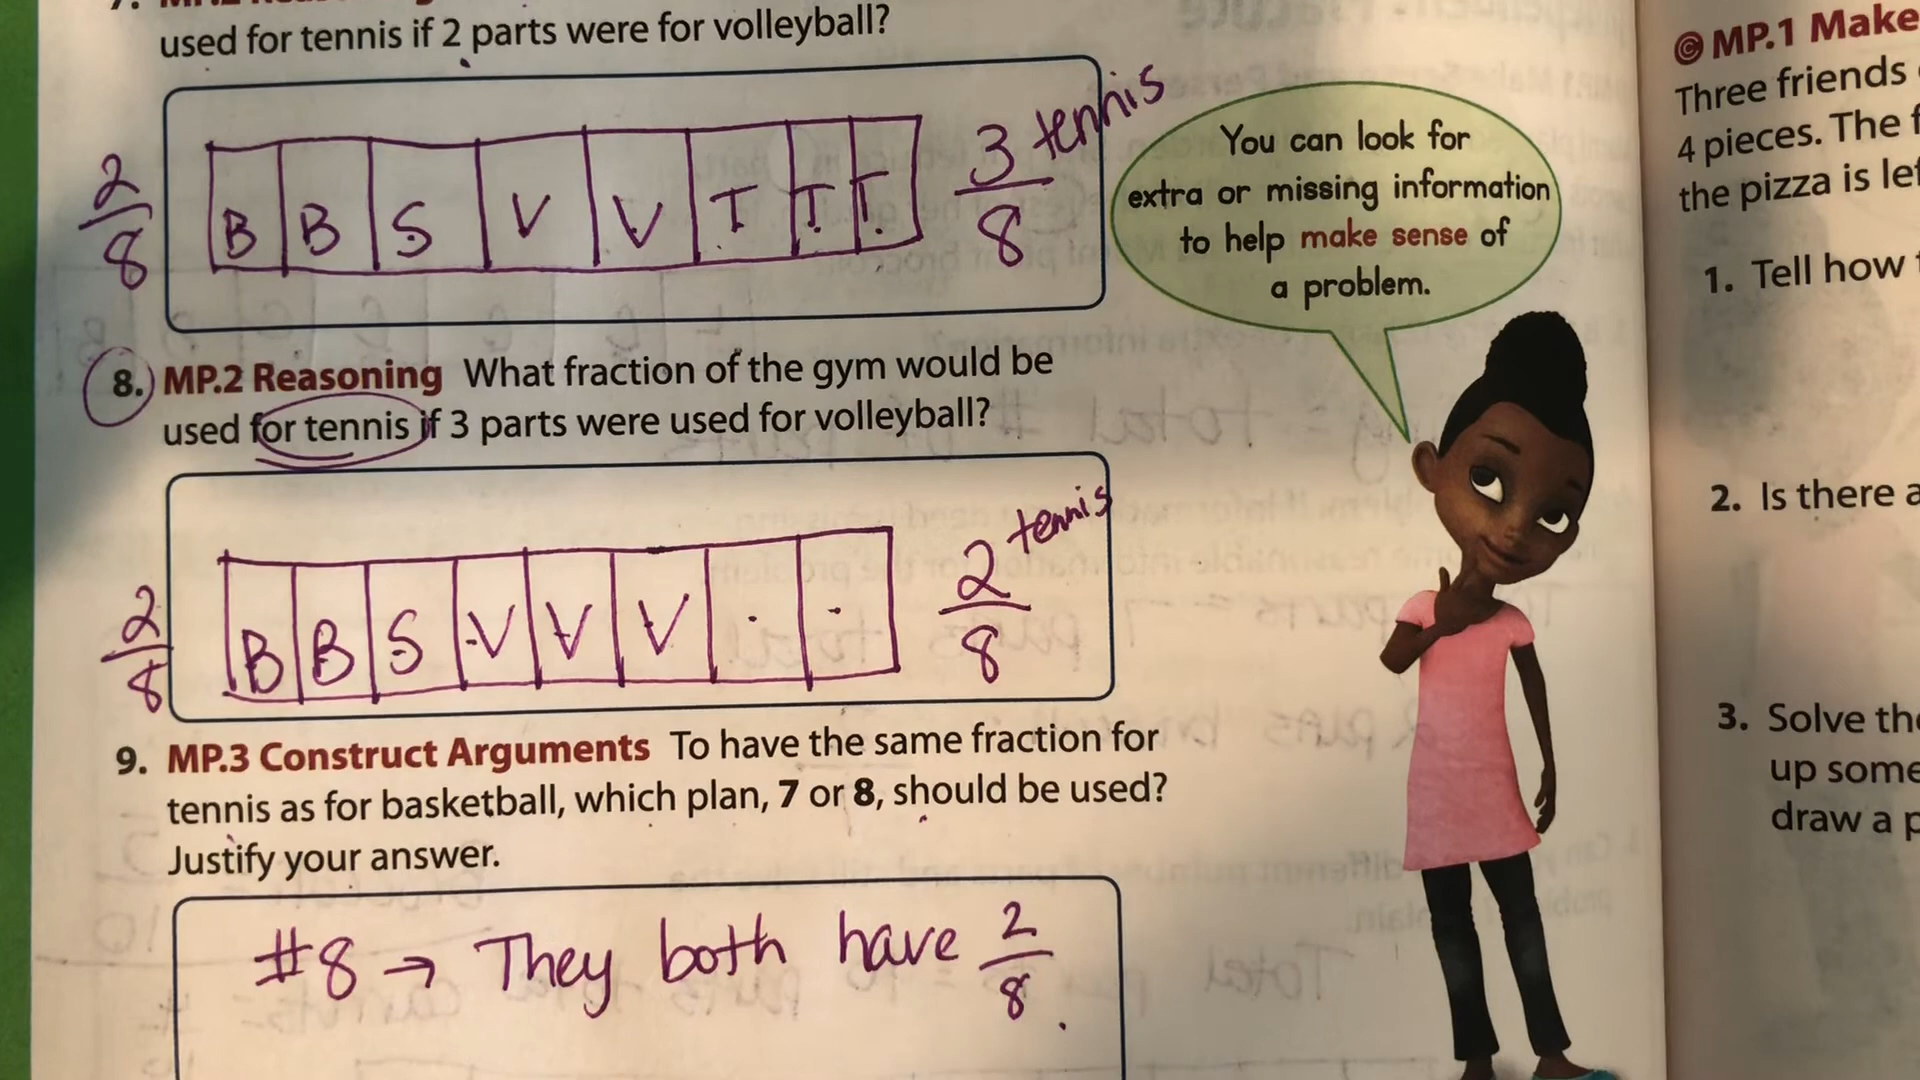 used for tennis if 2 parts were for volleyball?
2/8
B B S V V T T T
3/8 tennis
You can look for
extra or missing information
to help make sense of
a problem.
8. MP.2 Reasoning What fraction of the gym would be
used for tennis if 3 parts were used for volleyball?
2/8
B B S V V V . .
2/8 tennis
9. MP.3 Construct Arguments To have the same fraction for
tennis as for basketball, which plan, 7 or 8, should be used?
Justify your answer.
#8 → They both have 2/8.
© MP.1 Make
Three friends
4 pieces. The
the pizza is
1. Tell how
2. Is there
3. Solve
up some
draw a